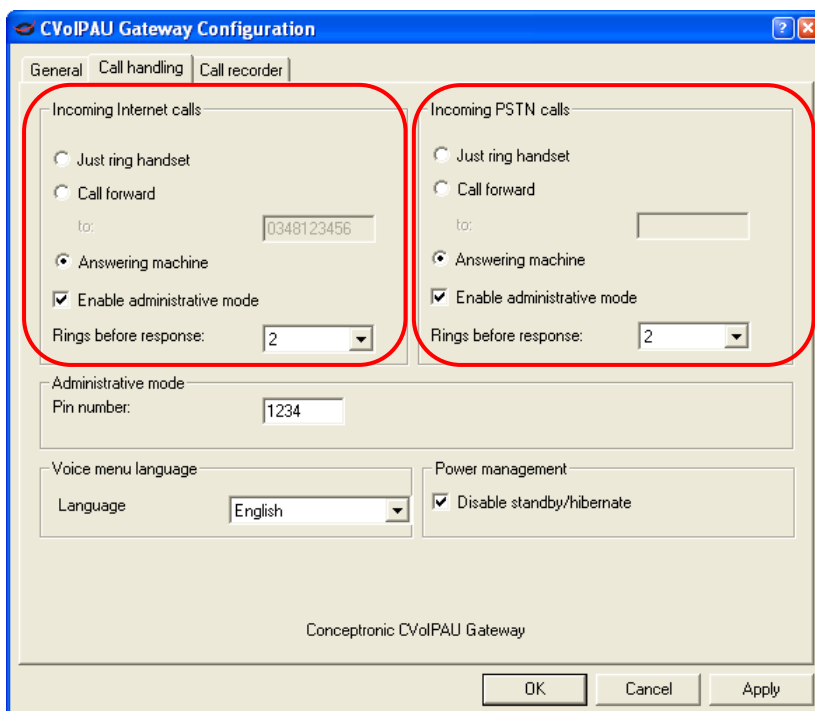 CVoIPAU Gateway Configuration
General Call handling Call recorder
Incoming Internet calls
Just ring handset
Call forward
to: 0348123456
Answering machine
Enable administrative mode
Rings before response: 2
Incoming PSTN calls
Just ring handset
Call forward
to:
Answering machine
Enable administrative mode
Rings before response: 2
Administrative mode
Pin number: 1234
Voice menu language
Language English
Power management
Disable standby/hibernate
Conceptronic CVoIPAU Gateway
OK Cancel Apply